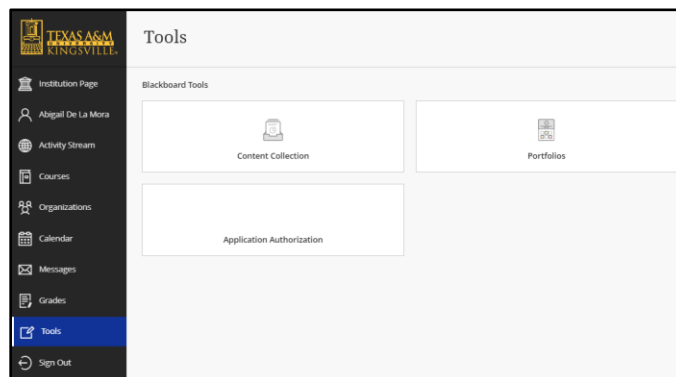 TEXAS A&M
UNIVERSITY
KINGSVILLE
Institution Page
Abigail De La Mora
Activity Stream
Courses
Organizations
Calendar
Messages
Grades
Tools
Sign Out
Tools
Blackboard Tools
Content Collection
Portfolios
Application Authorization